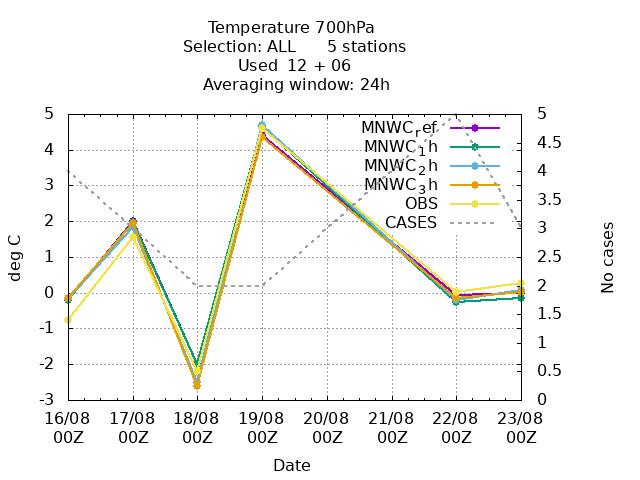 Temperature 700hPa
Selection: ALL 5 stations
Used 12 + 06
Averaging window: 24h
MNWC_ref
MNWC_1h
MNWC_2h
MNWC_3h
OBS
CASES
5
4
3
2
1
0
-1
-2
-3
deg C
5
4.5
4
3.5
3
2.5
2
1.5
1
0.5
0
No cases
16/08 17/08 18/08 19/08 20/08 21/08 22/08 23/08
00Z 00Z 00Z 00Z 00Z 00Z 00Z 00Z
Date